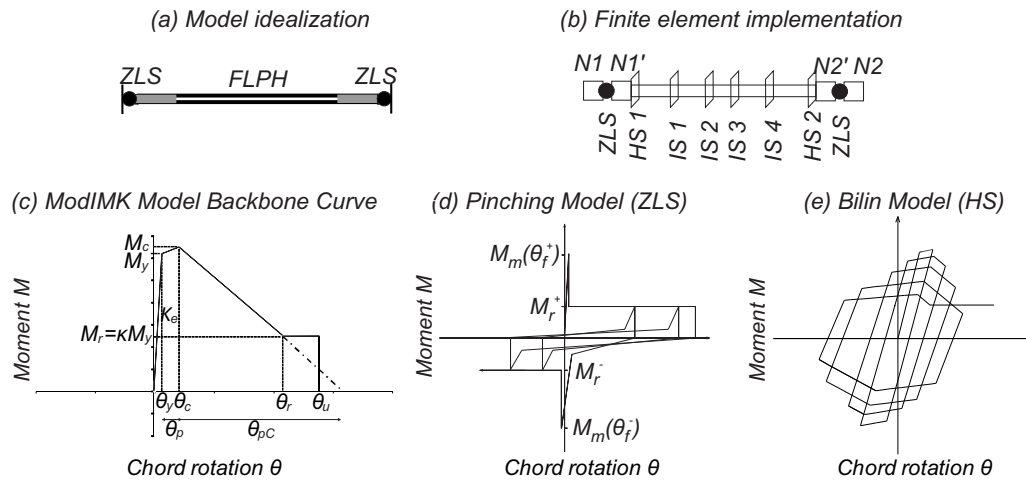 (a) Model idealization
(b) Finite element implementation
ZLS FLPH ZLS
N1 N1' N2' N2
ZLS HS 1 IS 1 IS 2 IS 3 IS 4 HS 2 ZLS
(c) ModIMK Model Backbone Curve
(d) Pinching Model (ZLS)
(e) Bilin Model (HS)
Moment M
M_c
M_y
K_e
M_r=κM_y
θ_y θ_c θ_r θ_u
θ_p θ_pC
Chord rotation θ
Moment M
M_m(θ_f^+)
M_r^+
M_r^-
M_m(θ_f^-)
Chord rotation θ
Moment M
Chord rotation θ